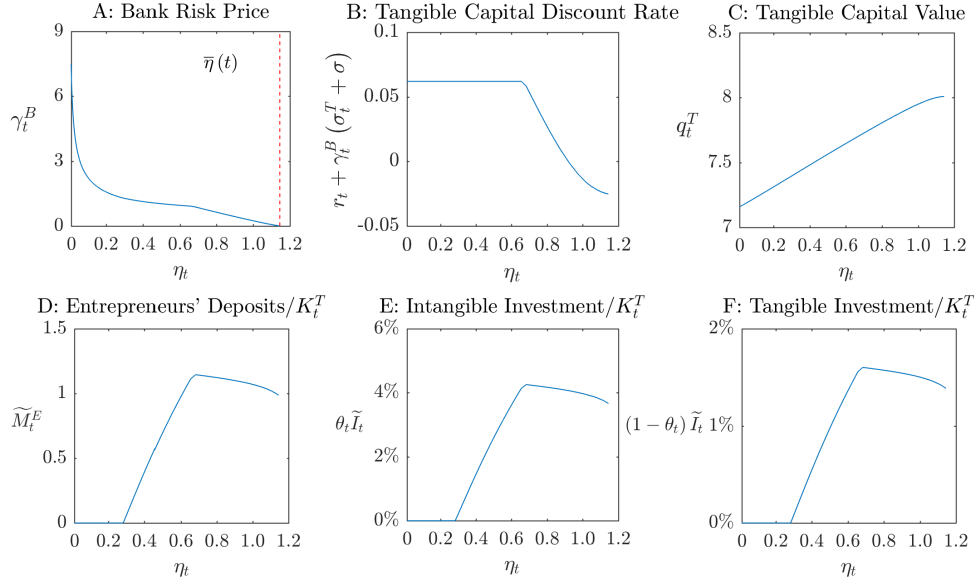 A: Bank Risk Price
9
6
3
0
γ_t^B
η̄ (t)
0 0.2 0.4 0.6 0.8 1.0 1.2
η_t
B: Tangible Capital Discount Rate
0.1
0.05
0
-0.05
r_t + γ_t^B (σ_t^T + σ)
0 0.2 0.4 0.6 0.8 1.0 1.2
η_t
C: Tangible Capital Value
8.5
8
7.5
7
q_t^T
0 0.2 0.4 0.6 0.8 1.0 1.2
η_t
D: Entrepreneurs' Deposits/K_t^T
1.5
1
0.5
0
M̃_t^E
0 0.2 0.4 0.6 0.8 1.0 1.2
η_t
E: Intangible Investment/K_t^T
6%
4%
2%
0%
θ_t Ĩ_t
0 0.2 0.4 0.6 0.8 1.0 1.2
η_t
F: Tangible Investment/K_t^T
2%
1%
0%
(1 − θ_t) Ĩ_t
0 0.2 0.4 0.6 0.8 1.0 1.2
η_t